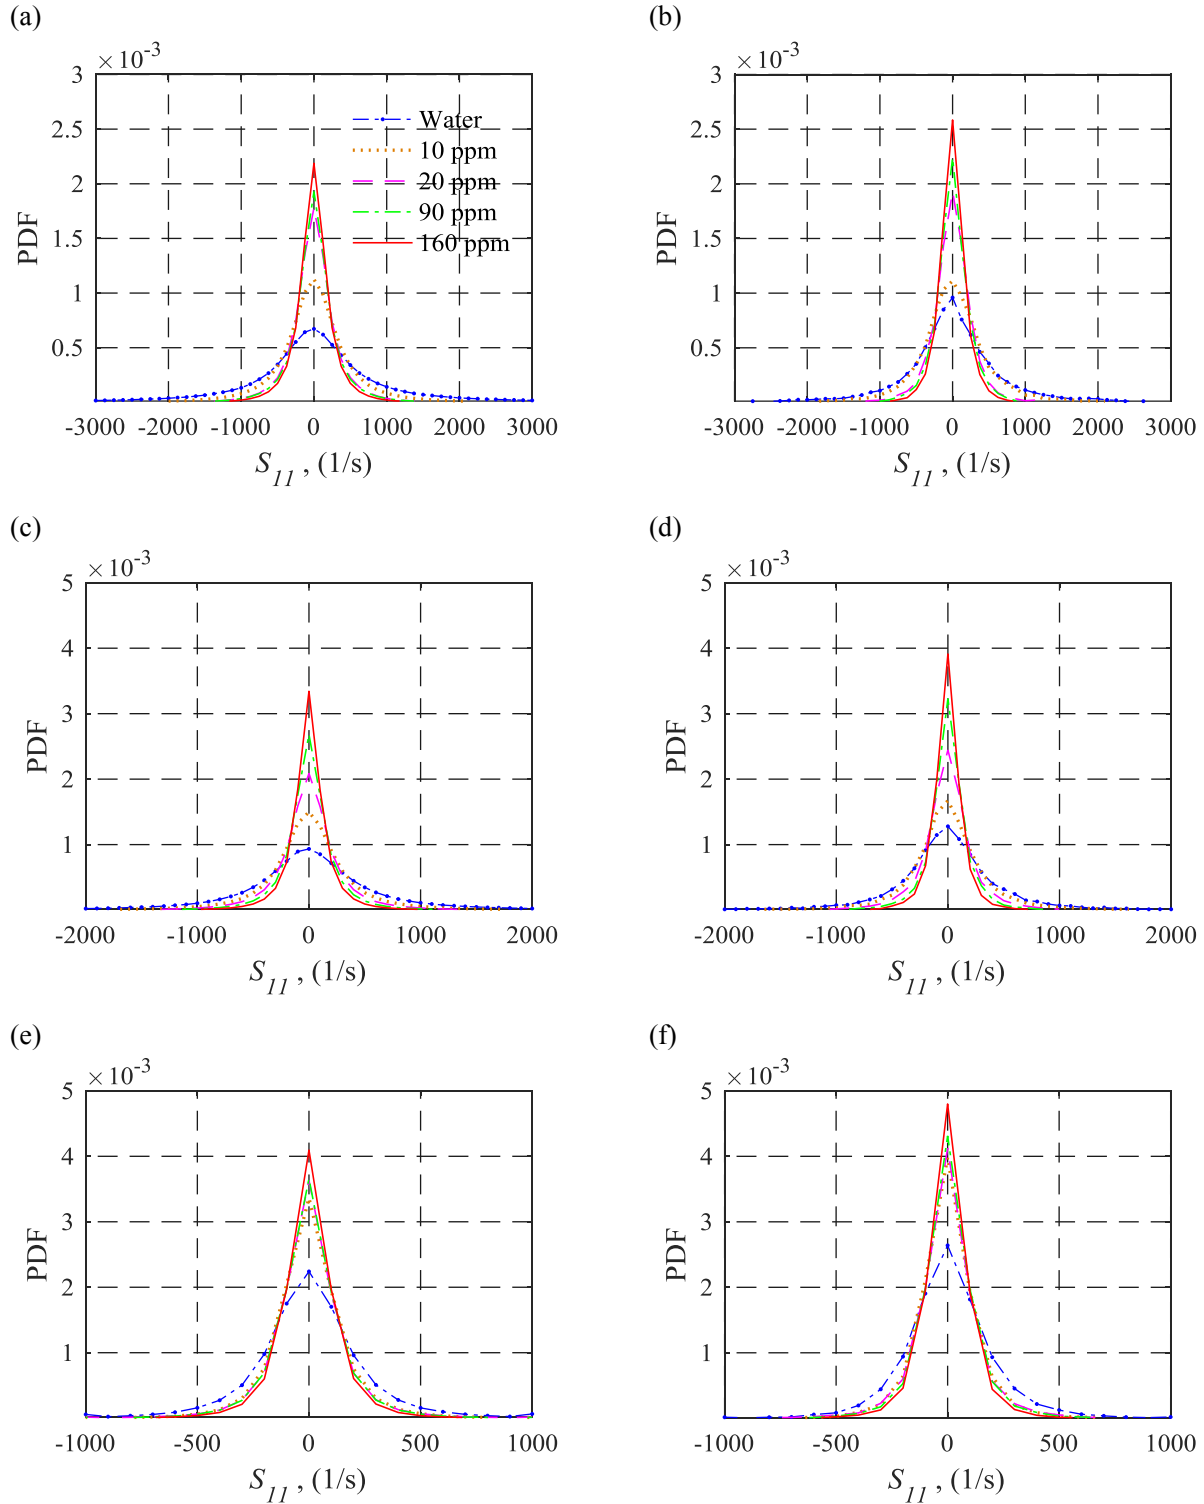 (a)
×10⁻³
3
2.5
2
1.5
1
0.5
PDF
-3000 -2000 -1000 0 1000 2000 3000
S₁₁ , (1/s)
Water
10 ppm
20 ppm
90 ppm
160 ppm
(b)
×10⁻³
3
2.5
2
1.5
1
0.5
PDF
-3000 -2000 -1000 0 1000 2000 3000
S₁₁ , (1/s)
(c)
×10⁻³
5
4
3
2
1
PDF
-2000 -1000 0 1000 2000
S₁₁ , (1/s)
(d)
×10⁻³
5
4
3
2
1
PDF
-2000 -1000 0 1000 2000
S₁₁ , (1/s)
(e)
×10⁻³
5
4
3
2
1
PDF
-1000 -500 0 500 1000
S₁₁ , (1/s)
(f)
×10⁻³
5
4
3
2
1
PDF
-1000 -500 0 500 1000
S₁₁ , (1/s)